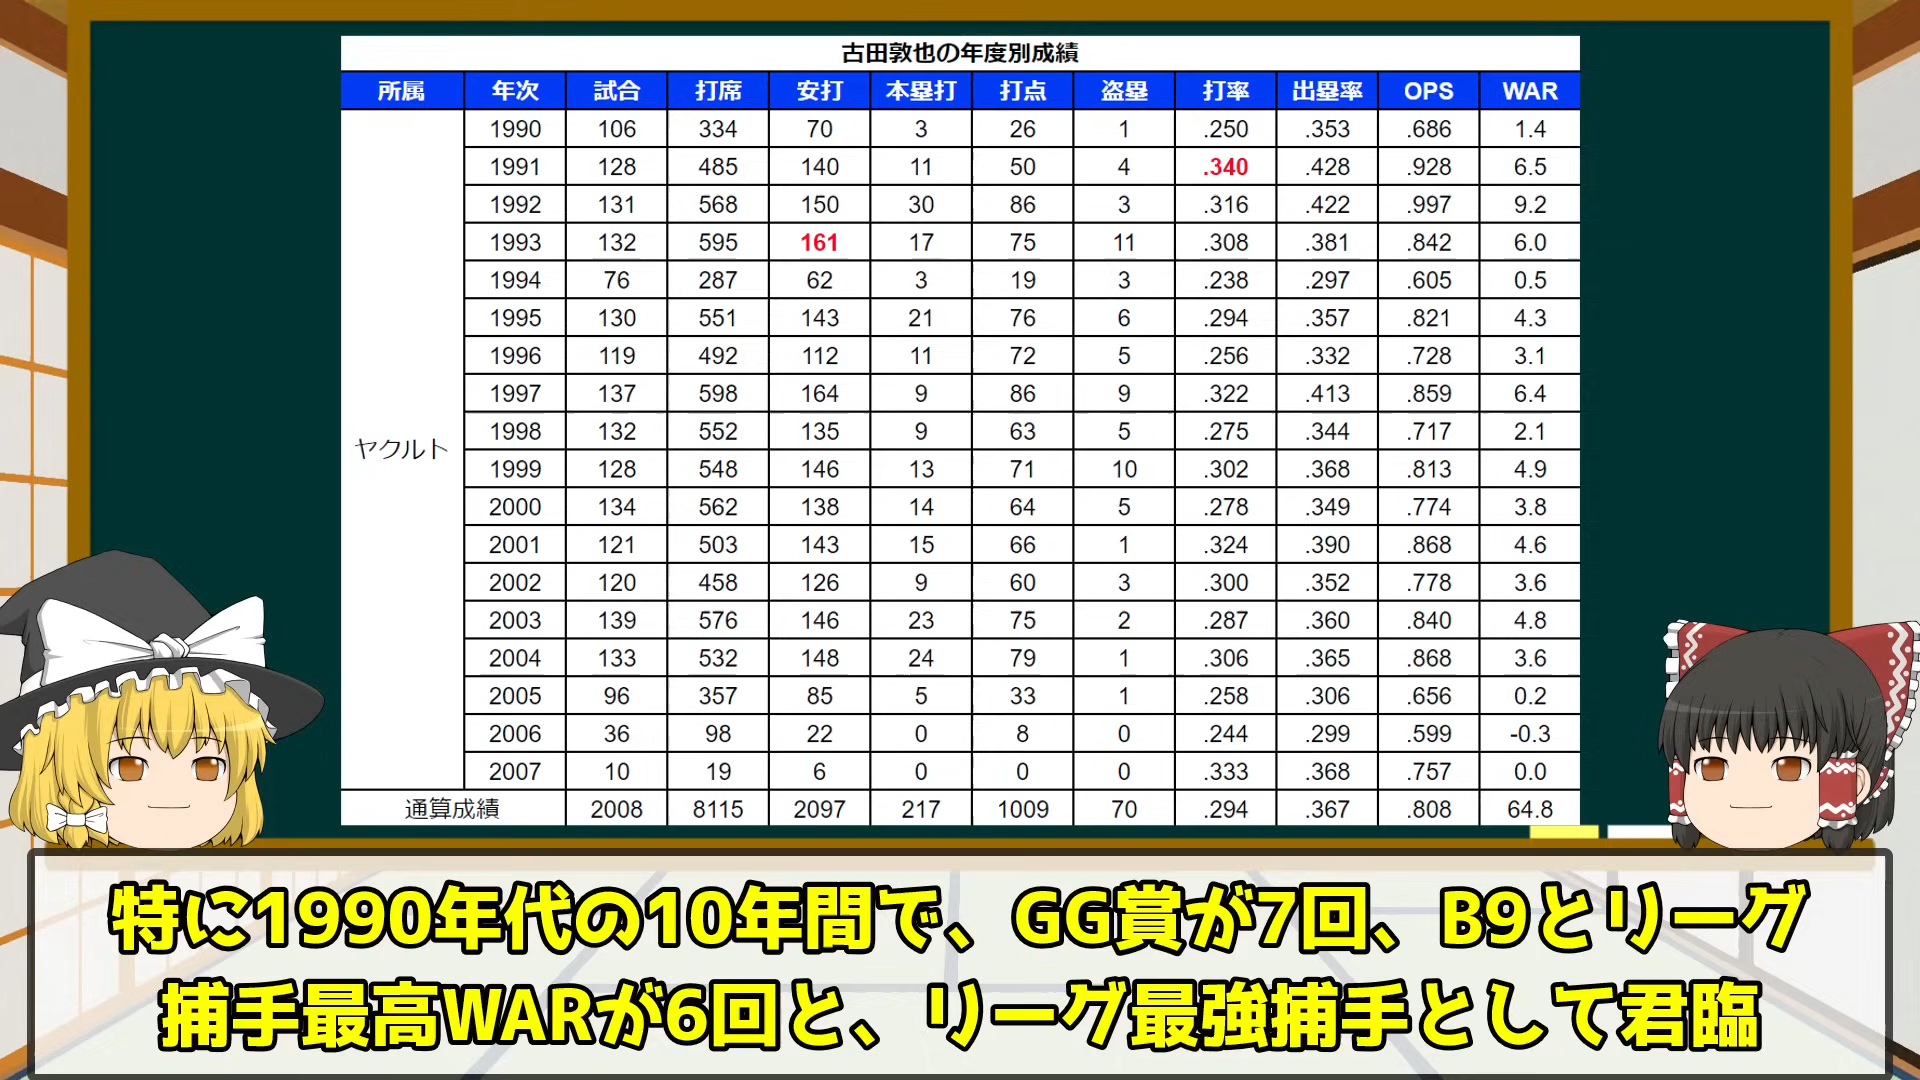 古田敦也の年度別成績
所属 年次 試合 打席 安打 本塁打 打点 盗塁 打率 出塁率 OPS WAR
1990 106 334 70 3 26 1 .250 .353 .686 1.4
1991 128 485 140 11 50 4 .340 .428 .928 6.5
1992 131 568 150 30 86 3 .316 .422 .997 9.2
1993 132 595 161 17 75 11 .308 .381 .842 6.0
1994 76 287 62 3 19 3 .238 .297 .605 0.5
1995 130 551 143 21 76 6 .294 .357 .821 4.3
1996 119 492 112 11 72 5 .256 .332 .728 3.1
1997 137 598 164 9 86 9 .322 .413 .859 6.4
1998 132 552 135 9 63 5 .275 .344 .717 2.1
ヤクルト
1999 128 548 146 13 71 10 .302 .368 .813 4.9
2000 134 562 138 14 64 5 .278 .349 .774 3.8
2001 121 503 143 15 66 1 .324 .390 .868 4.6
2002 120 458 126 9 60 3 .300 .352 .778 3.6
2003 139 576 146 23 75 2 .287 .360 .840 4.8
2004 133 532 148 24 79 1 .306 .365 .868 3.6
2005 96 357 85 5 33 1 .258 .306 .656 0.2
2006 36 98 22 0 8 0 .244 .299 .599 -0.3
2007 10 19 6 0 0 0 .333 .368 .757 0.0
通算成績 2008 8115 2097 217 1009 70 .294 .367 .808 64.8
特に1990年代の10年間で、GG賞が7回、B9とリーグ
捕手最高WARが6回と、リーグ最強捕手として君臨